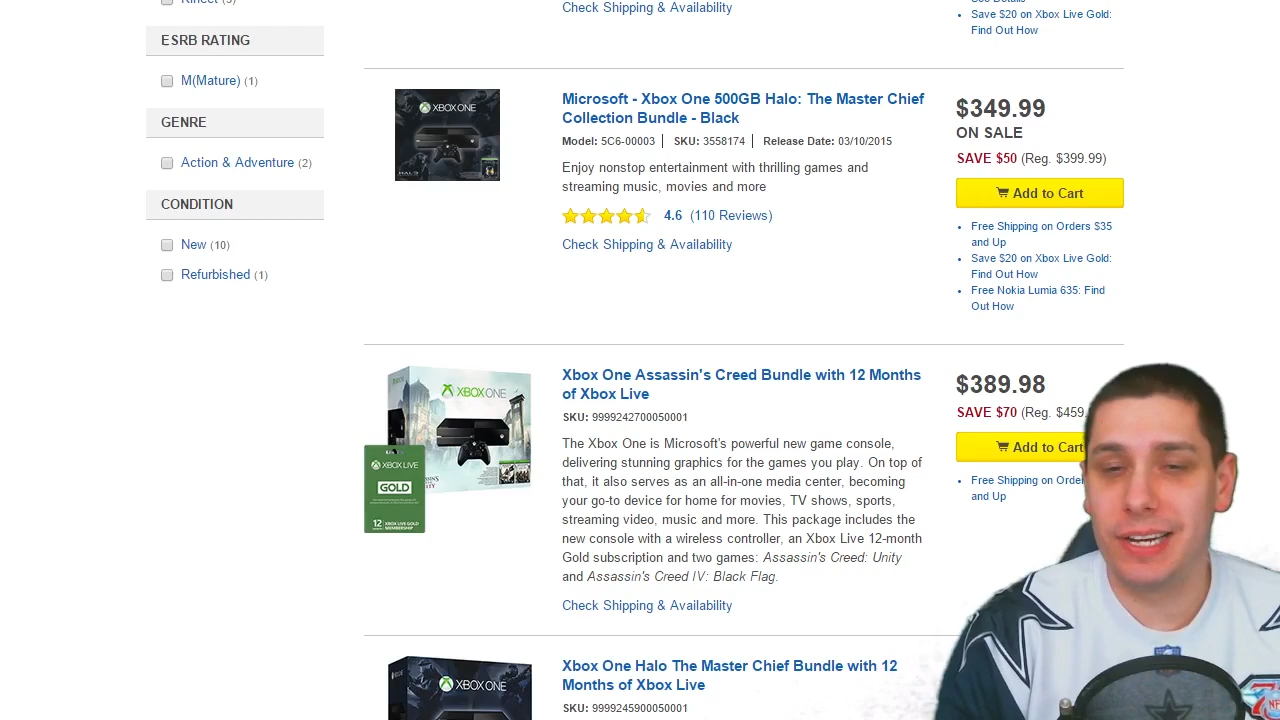 Kinect (3)
ESRB RATING
M(Mature) (1)
GENRE
Action & Adventure (2)
CONDITION
New (10)
Refurbished (1)
Check Shipping & Availability
See Details
Save $20 on Xbox Live Gold:
Find Out How
XBOX ONE
HALO
Microsoft - Xbox One 500GB Halo: The Master Chief
Collection Bundle - Black
Model: 5C6-00003 | SKU: 3558174 | Release Date: 03/10/2015
Enjoy nonstop entertainment with thrilling games and
streaming music, movies and more
4.6 (110 Reviews)
Check Shipping & Availability
$349.99
ON SALE
SAVE $50 (Reg. $399.99)
Add to Cart
Free Shipping on Orders $35
and Up
Save $20 on Xbox Live Gold:
Find Out How
Free Nokia Lumia 635: Find
Out How
XBOX ONE
XBOX LIVE
GOLD
12
XBOX LIVE GOLD
MEMBERSHIP
Xbox One Assassin's Creed Bundle with 12 Months
of Xbox Live
SKU: 9999242700050001
The Xbox One is Microsoft's powerful new game console,
delivering stunning graphics for the games you play. On top of
that, it also serves as an all-in-one media center, becoming
your go-to device for home for movies, TV shows, sports,
streaming video, music and more. This package includes the
new console with a wireless controller, an Xbox Live 12-month
Gold subscription and two games: Assassin's Creed: Unity
and Assassin's Creed IV: Black Flag.
Check Shipping & Availability
$389.98
SAVE $70 (Reg. $459.
Add to Cart
Free Shipping on Order
and Up
XBOX ONE
Xbox One Halo The Master Chief Bundle with 12
Months of Xbox Live
SKU: 9999245900050001
NFL